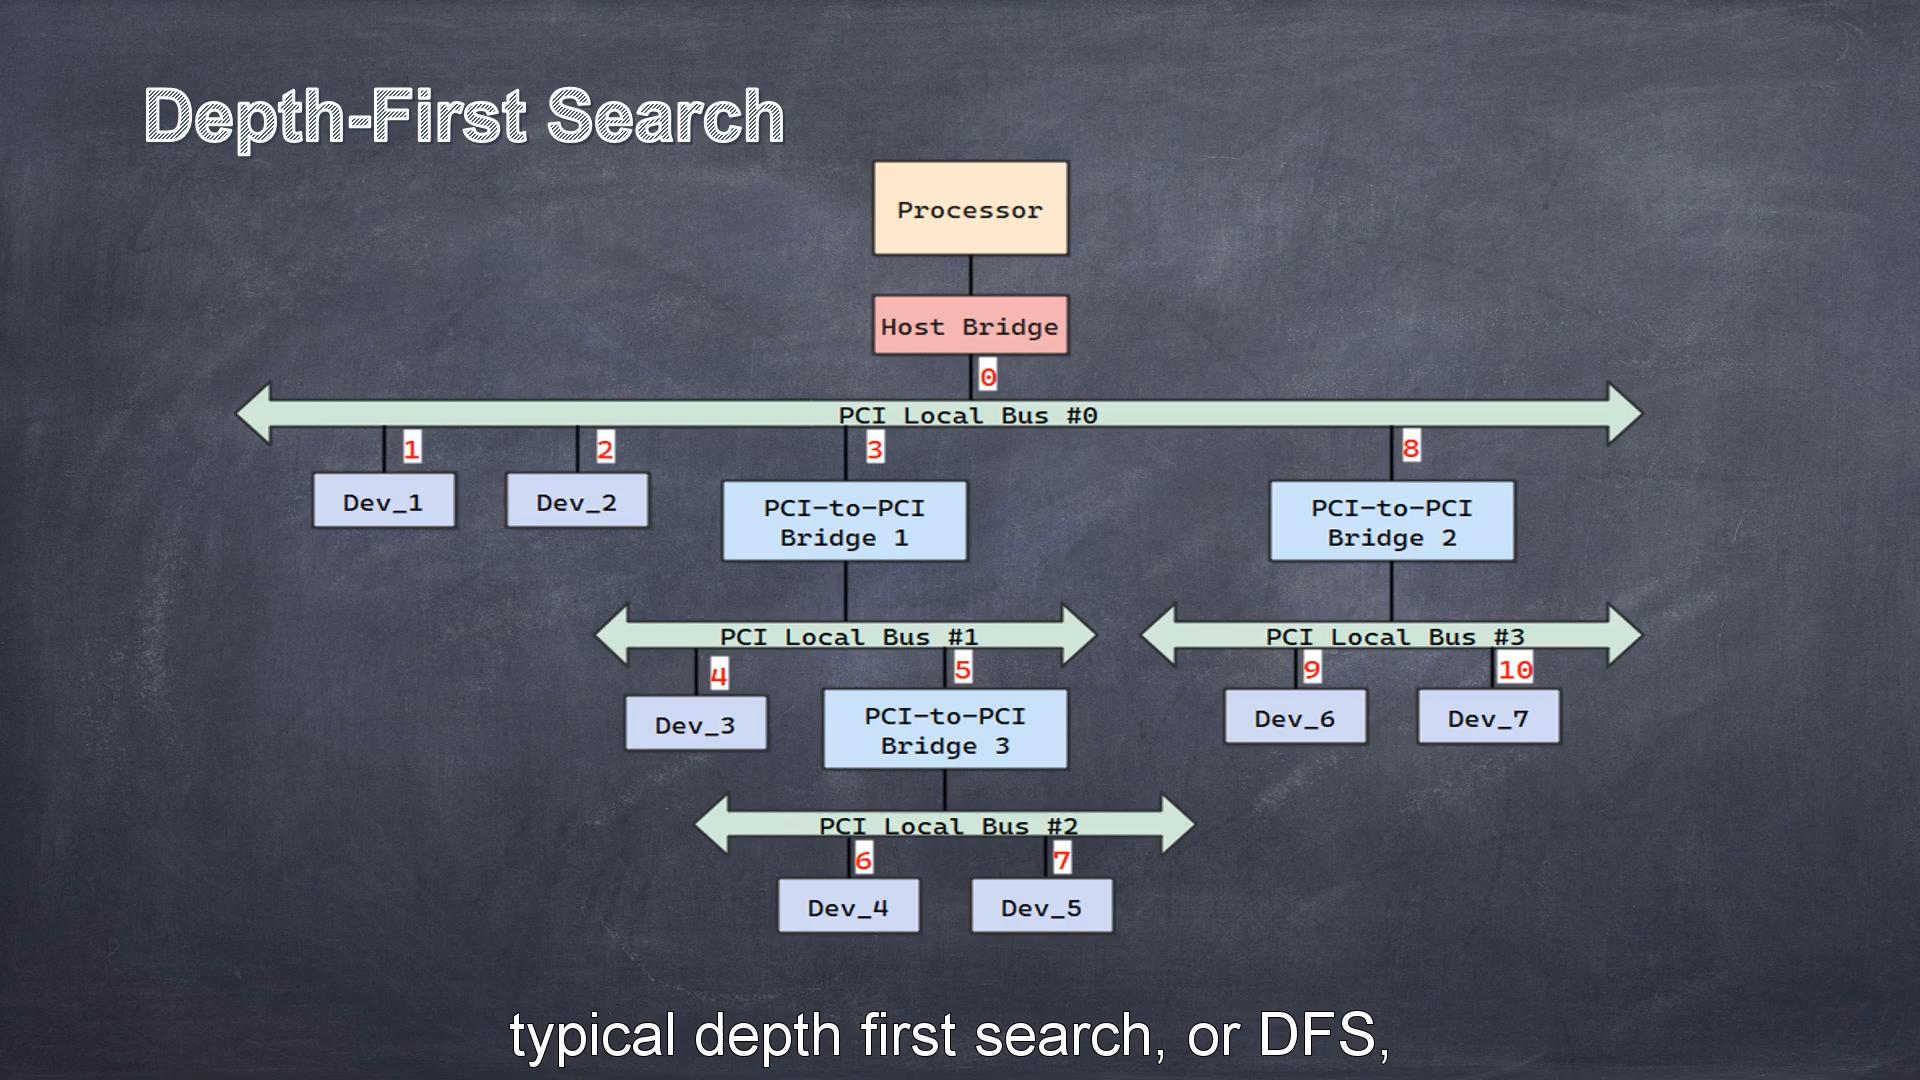 Depth-First Search
Processor
Host Bridge
0
PCI Local Bus #0
1
2
3
8
Dev_1
Dev_2
PCI-to-PCI
Bridge 1
PCI-to-PCI
Bridge 2
PCI Local Bus #1
PCI Local Bus #3
4
5
9
10
Dev_3
PCI-to-PCI
Bridge 3
Dev_6
Dev_7
PCI Local Bus #2
6
7
Dev_4
Dev_5
typical depth first search, or DFS,